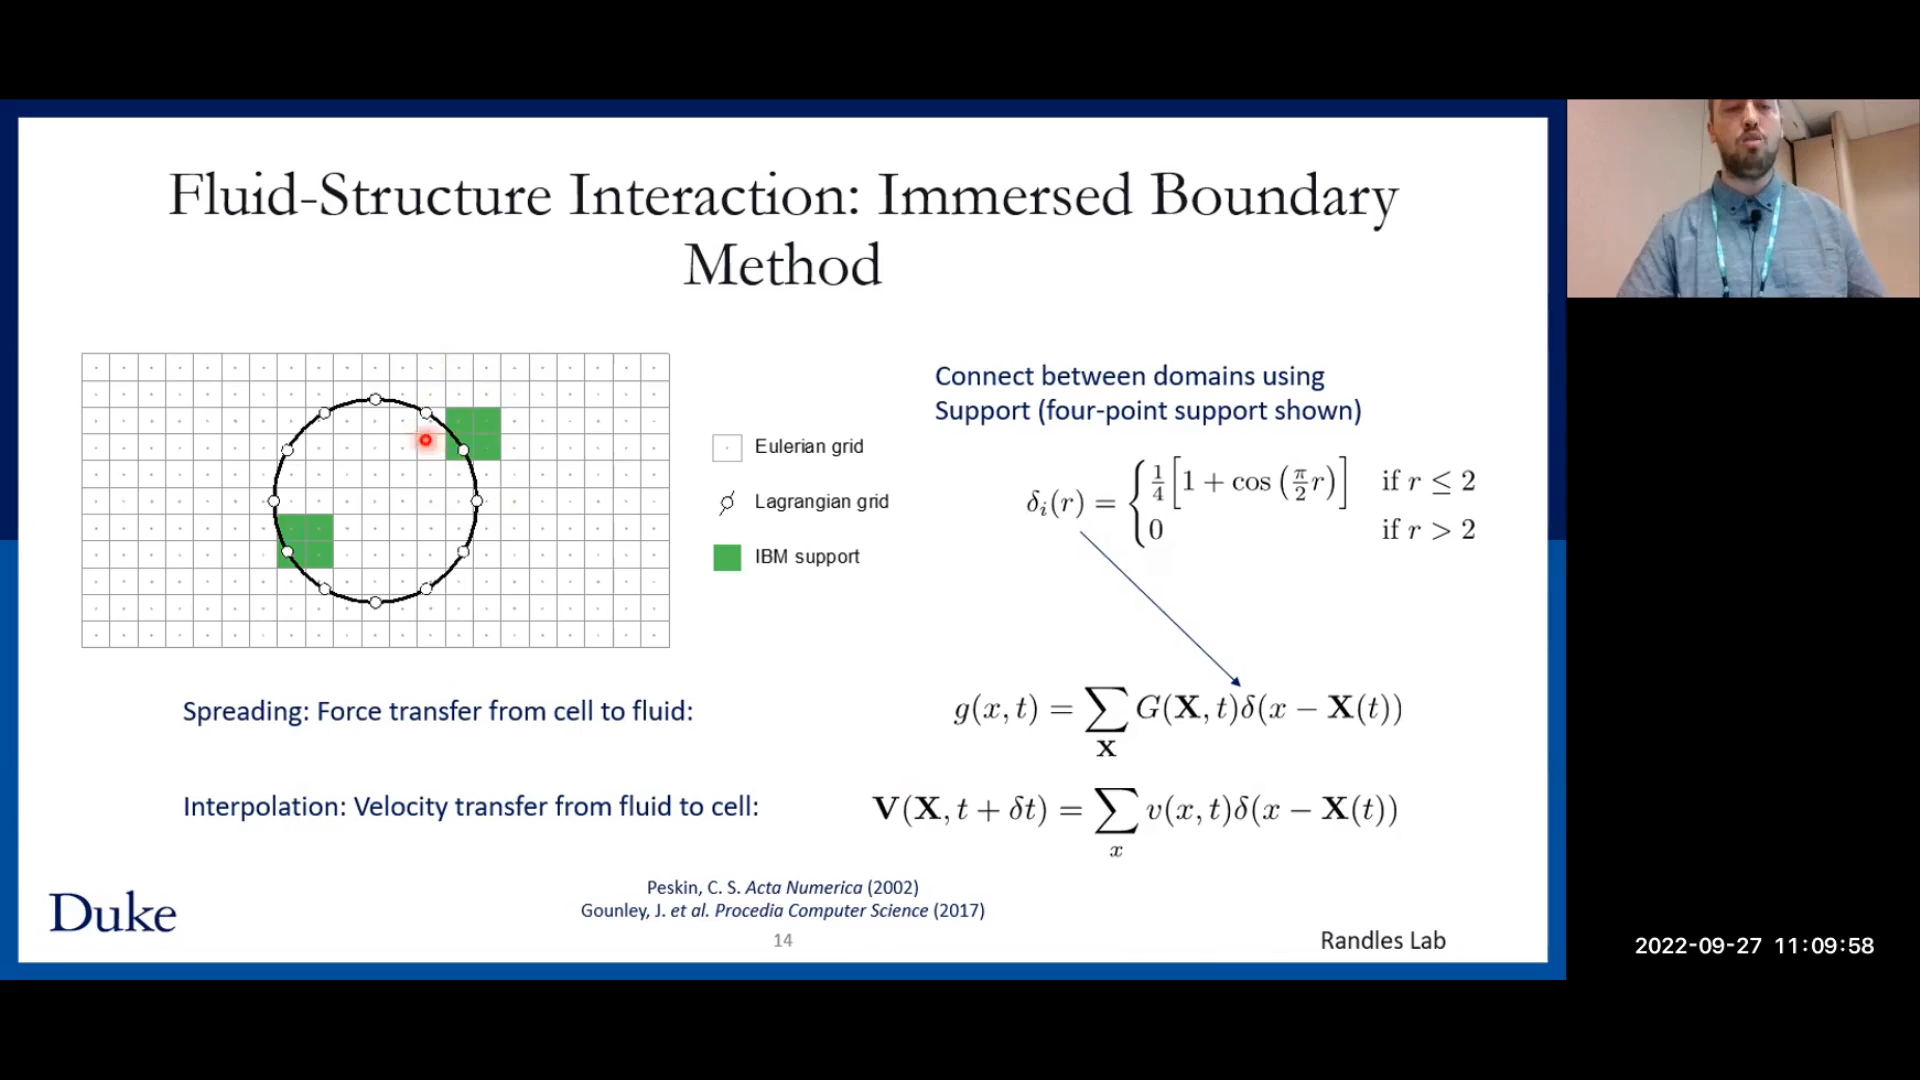 Fluid-Structure Interaction: Immersed Boundary
Method
Connect between domains using
Support (four-point support shown)
Eulerian grid
Lagrangian grid
IBM support
δᵢ(r) = { 1/4 [1 + cos (π/2 r)] if r ≤ 2
0 if r > 2
Spreading: Force transfer from cell to fluid:
g(x, t) = ∑_X G(X, t)δ(x − X(t))
Interpolation: Velocity transfer from fluid to cell:
V(X, t + δt) = ∑_x v(x, t)δ(x − X(t))
Peskin, C. S. Acta Numerica (2002)
Gounley, J. et al. Procedia Computer Science (2017)
Duke
14
Randles Lab
2022-09-27 11:09:58